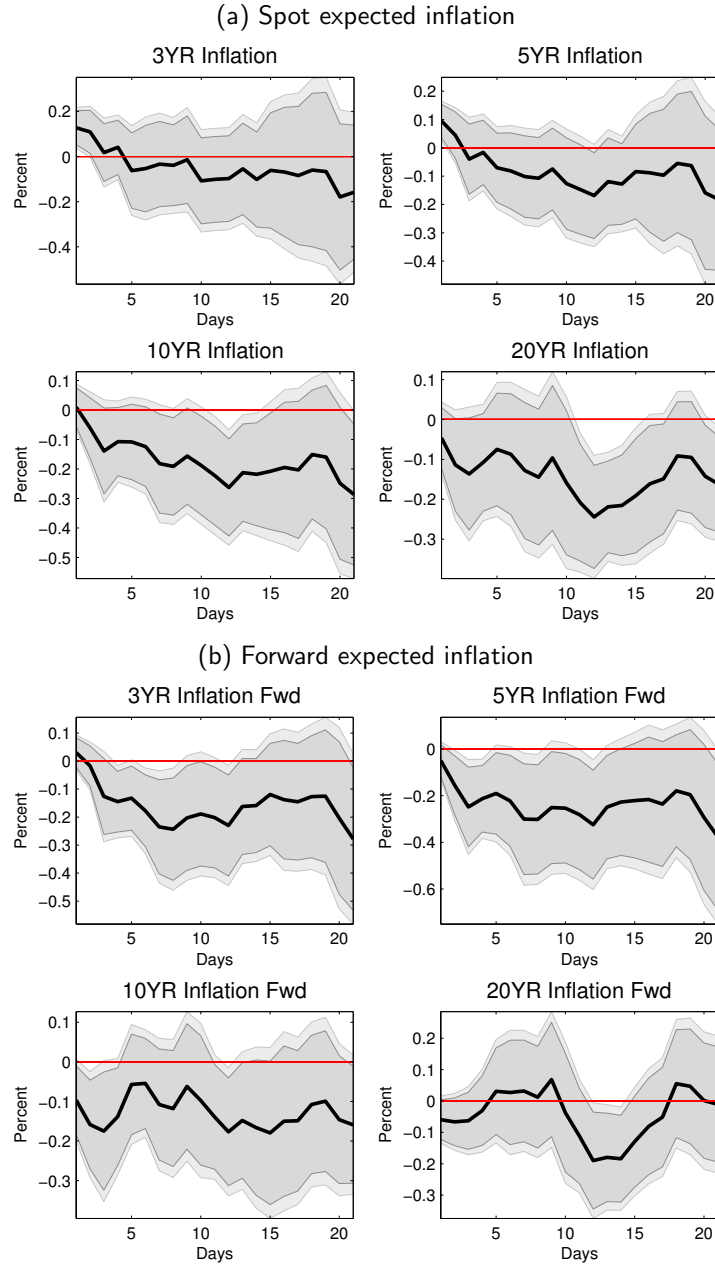 (a) Spot expected inflation
3YR Inflation
5YR Inflation
0.2
0
−0.2
−0.4
Percent
5 10 15 20
Days
0.2
0.1
0
−0.1
−0.2
−0.3
−0.4
Percent
5 10 15 20
Days
10YR Inflation
20YR Inflation
0.1
0
−0.1
−0.2
−0.3
−0.4
−0.5
Percent
5 10 15 20
Days
0.1
0
−0.1
−0.2
−0.3
Percent
5 10 15 20
Days
(b) Forward expected inflation
3YR Inflation Fwd
5YR Inflation Fwd
0.1
0
−0.1
−0.2
−0.3
−0.4
−0.5
Percent
5 10 15 20
Days
0
−0.2
−0.4
−0.6
Percent
5 10 15 20
Days
10YR Inflation Fwd
20YR Inflation Fwd
0.1
0
−0.1
−0.2
−0.3
Percent
5 10 15 20
Days
0.2
0.1
0
−0.1
−0.2
−0.3
Percent
5 10 15 20
Days